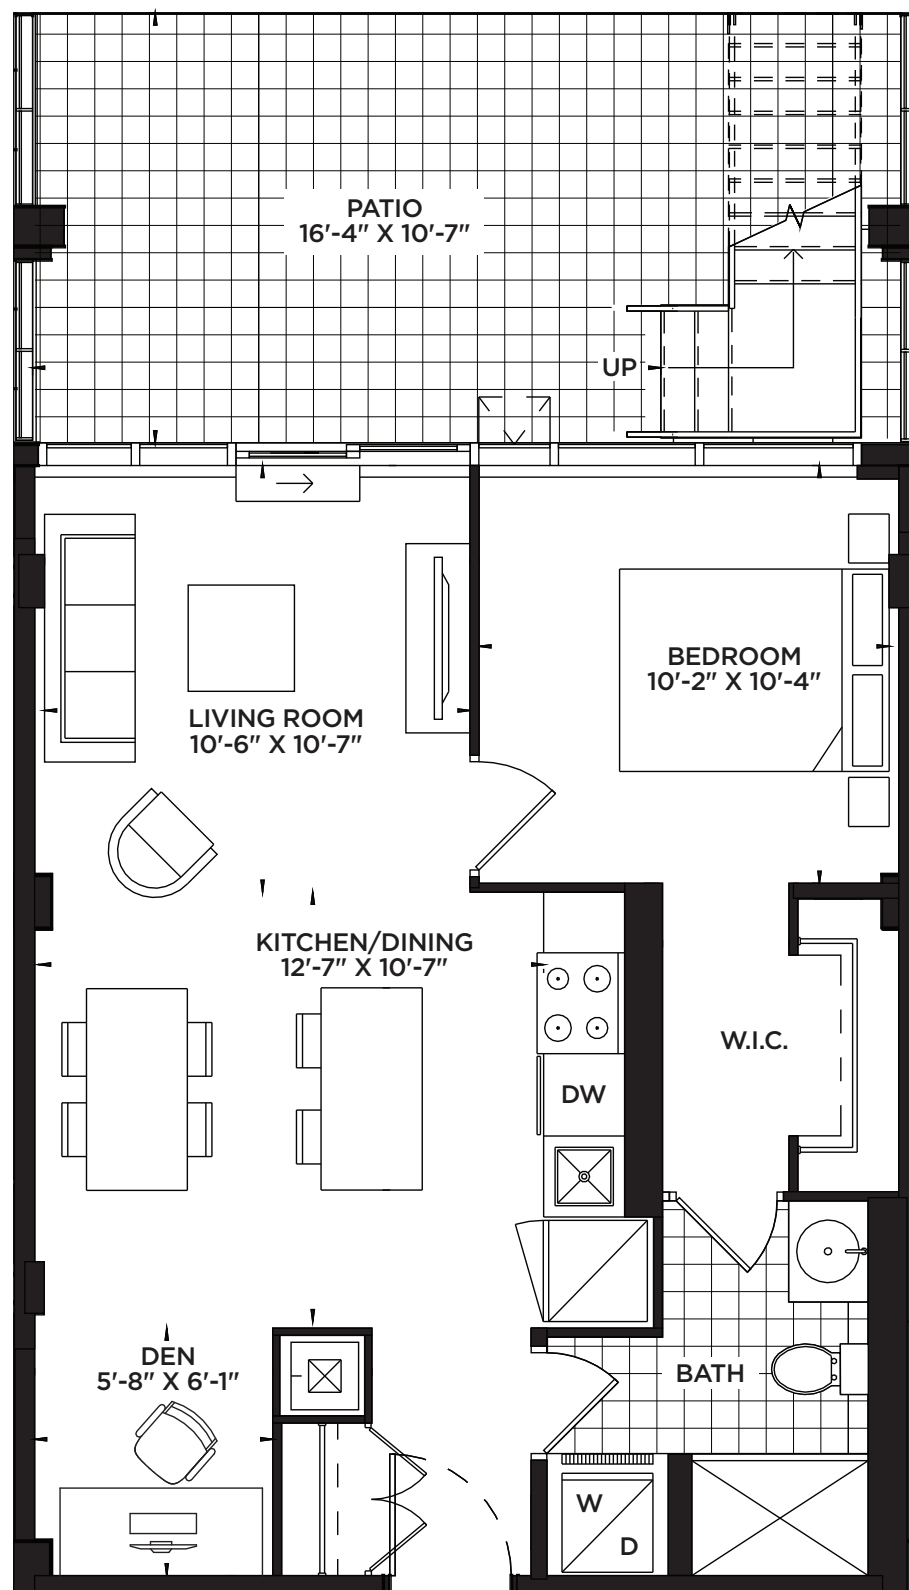 PATIO
16'-4" X 10'-7"
UP
BEDROOM
10'-2" X 10'-4"
LIVING ROOM
10'-6" X 10'-7"
KITCHEN/DINING
12'-7" X 10'-7"
W.I.C.
DW
DEN
5'-8" X 6'-1"
BATH
W
D